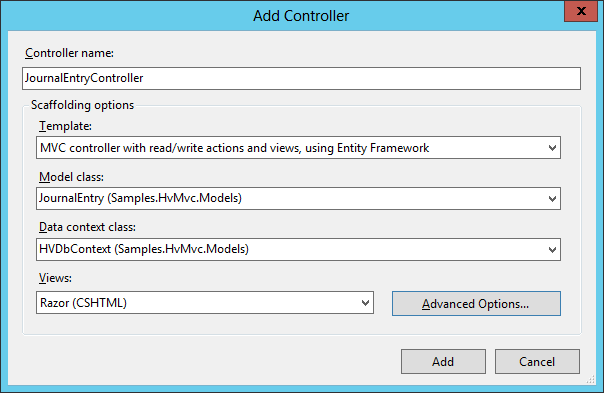 Add Controller
x
Controller name:
JournalEntryController
Scaffolding options
Template:
MVC controller with read/write actions and views, using Entity Framework
Model class:
JournalEntry (Samples.HvMvc.Models)
Data context class:
HVDbContext (Samples.HvMvc.Models)
Views:
Razor (CSHTML)
Advanced Options...
Add
Cancel